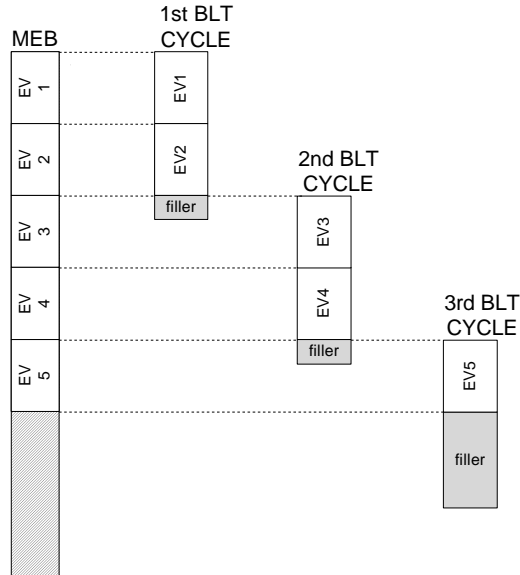 1st BLT
CYCLE
MEB
EV 1
EV1
EV 2
EV2
2nd BLT
CYCLE
filler
EV 3
EV3
EV 4
EV4
3rd BLT
CYCLE
filler
EV 5
EV5
filler